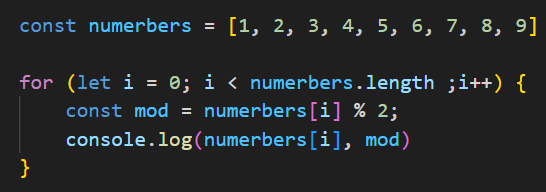 const numerbers = [1, 2, 3, 4, 5, 6, 7, 8, 9]
for (let i = 0; i < numerbers.length ;i++) {
const mod = numerbers[i] % 2;
console.log(numerbers[i], mod)
}